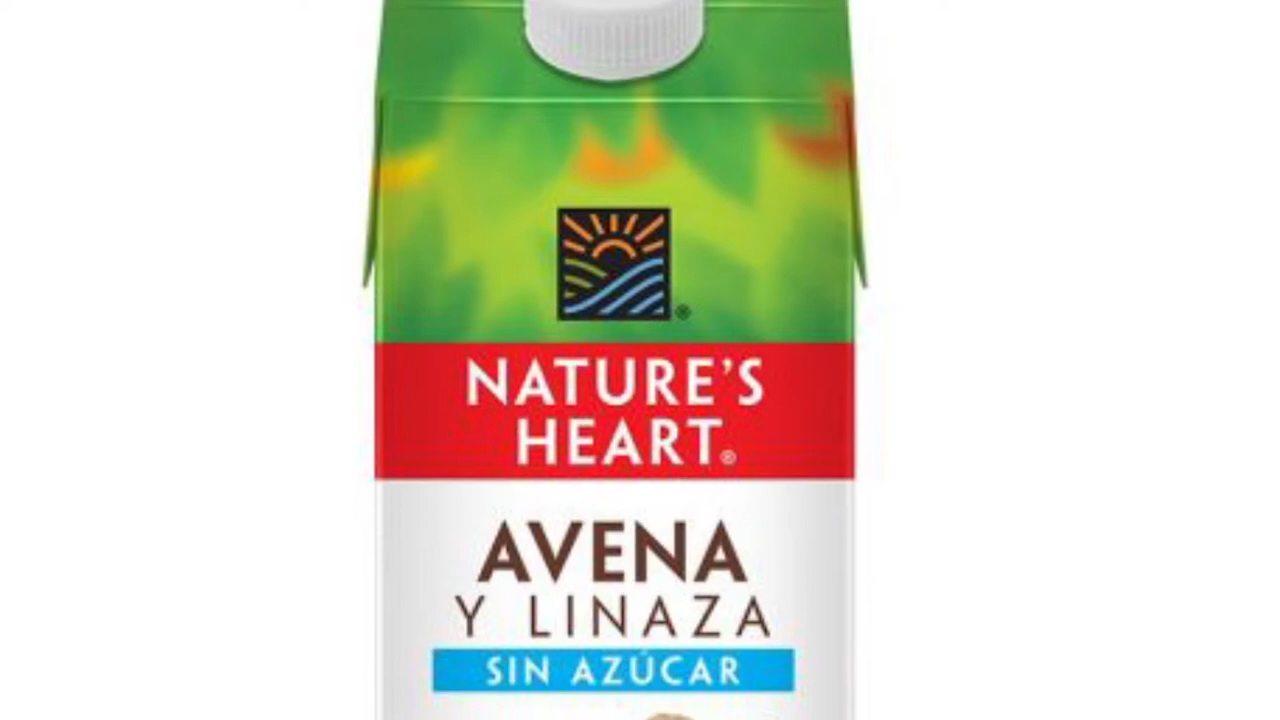 NATURE'S
HEART®
AVENA
Y LINAZA
SIN AZÚCAR